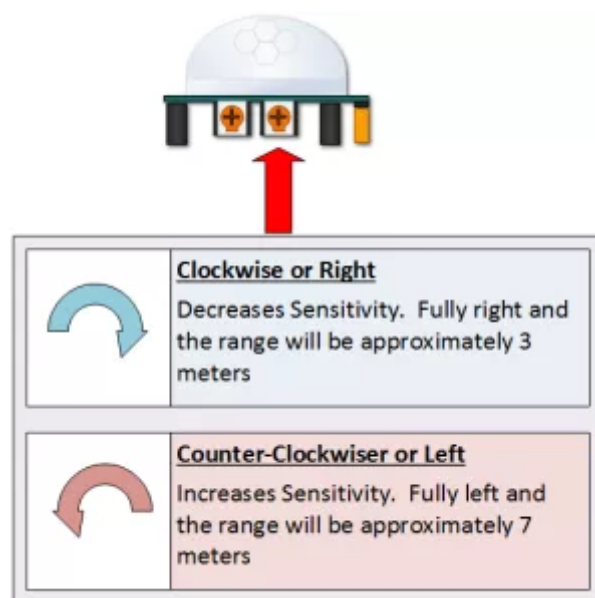 Clockwise or Right
Decreases Sensitivity. Fully right and
the range will be approximately 3
meters
Counter-Clockwiser or Left
Increases Sensitivity. Fully left and
the range will be approximately 7
meters